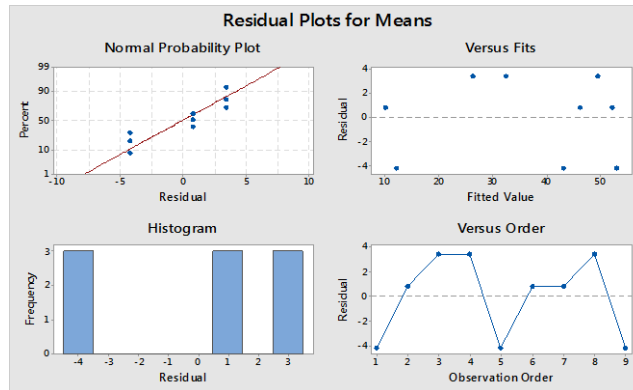 Residual Plots for Means
Normal Probability Plot
99
90
50
10
1
Percent
-10 -5 0 5 10
Residual
Versus Fits
4
2
0
-2
-4
Residual
10 20 30 40 50
Fitted Value
Histogram
3
2
1
0
Frequency
-4 -3 -2 -1 0 1 2 3
Residual
Versus Order
4
2
0
-2
-4
Residual
1 2 3 4 5 6 7 8 9
Observation Order